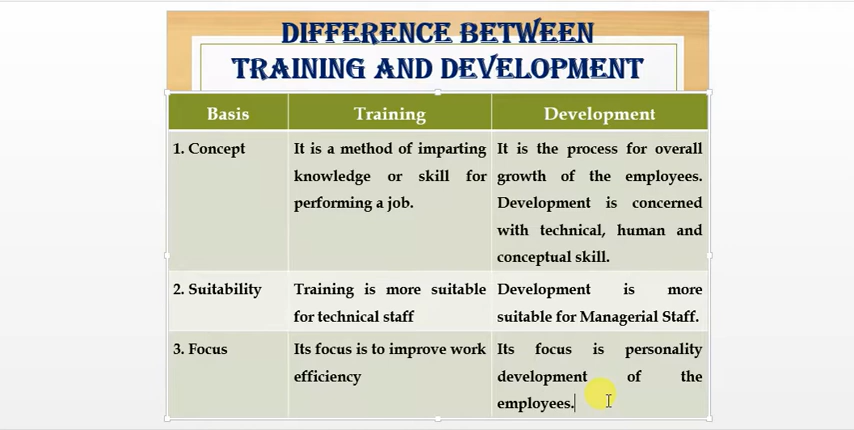 DIFFERENCE BETWEEN
TRAINING AND DEVELOPMENT
Basis Training Development
1. Concept It is a method of imparting It is the process for overall
knowledge or skill for growth of the employees.
performing a job. Development is concerned
with technical, human and
conceptual skill.
2. Suitability Training is more suitable Development is more
for technical staff suitable for Managerial Staff.
3. Focus Its focus is to improve work Its focus is personality
efficiency development of the
employees.